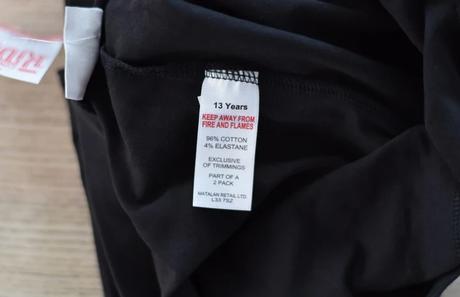 13 Years
KEEP AWAY FROM
FIRE AND FLAMES
96% COTTON
4% ELASTANE
EXCLUSIVE
OF TRIMMINGS
PART OF A
2 PACK
MATALAN RETAIL LTD.
L33 7SZ